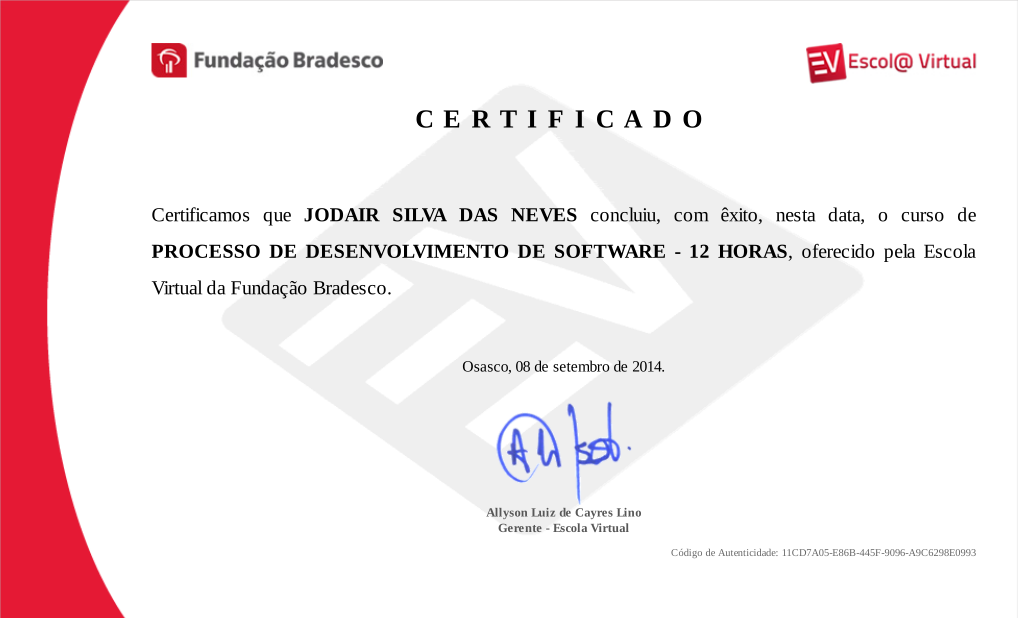 Fundação Bradesco
EV Escol@ Virtual
CERTIFICADO
Certificamos que JODAIR SILVA DAS NEVES concluiu, com êxito, nesta data, o curso de
PROCESSO DE DESENVOLVIMENTO DE SOFTWARE - 12 HORAS, oferecido pela Escola
Virtual da Fundação Bradesco.
Osasco, 08 de setembro de 2014.
Allyson Luiz de Cayres Lino
Gerente - Escola Virtual
Código de Autenticidade: 11CD7A05-E86B-445F-9096-A9C6298E0993